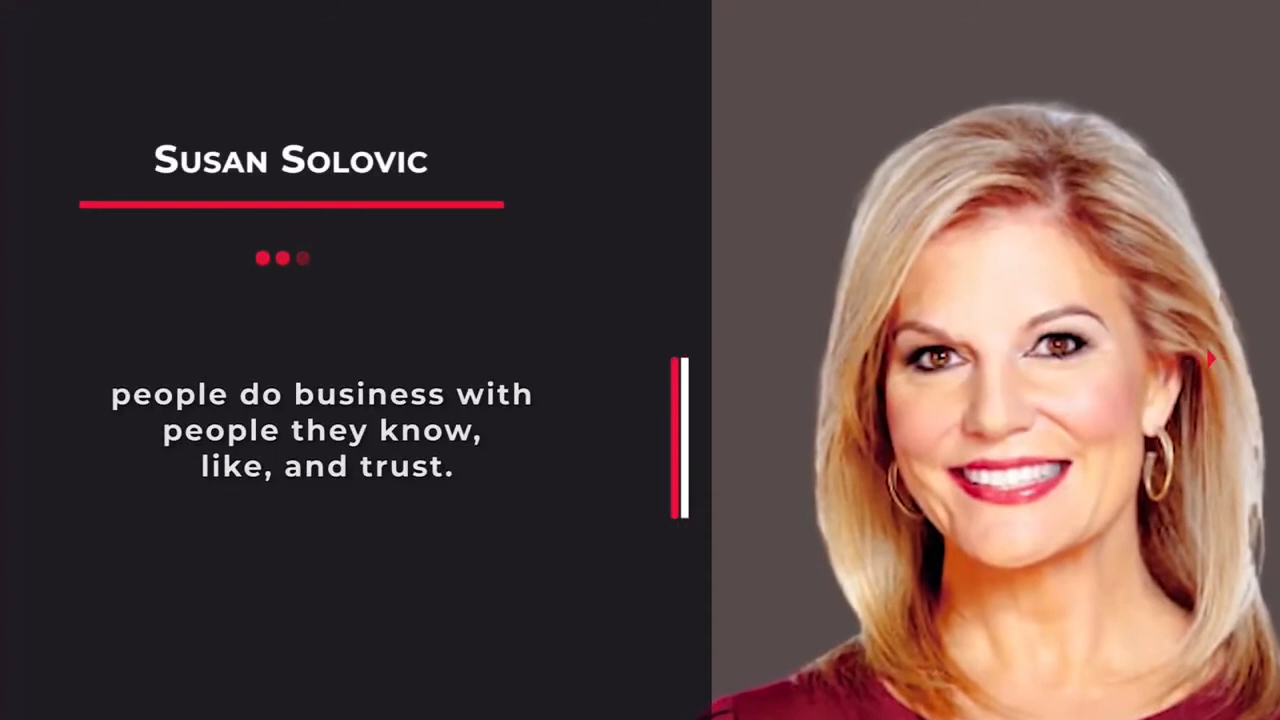 Susan Solovic
people do business with
people they know,
like, and trust.